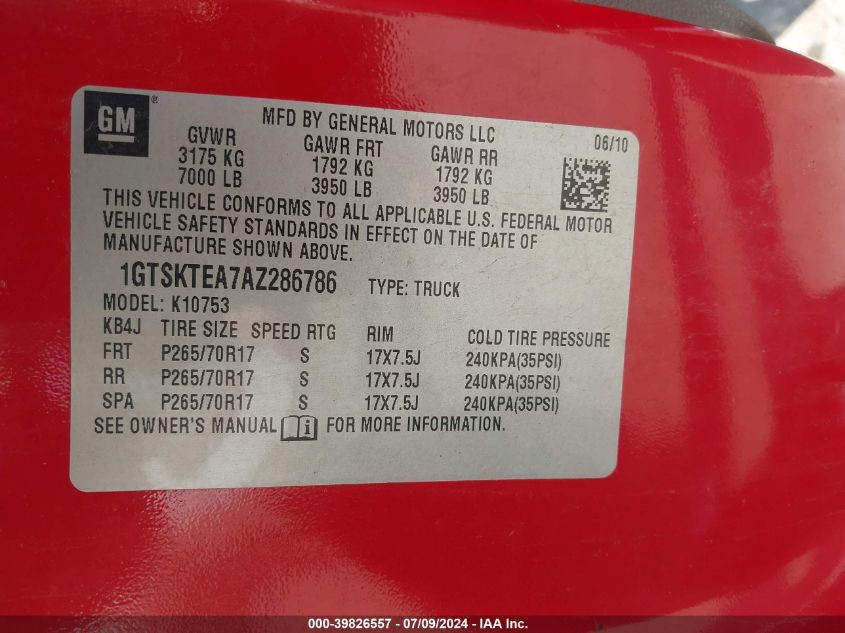 GM ®
MFD BY GENERAL MOTORS LLC 06/10
GVWR GAWR FRT GAWR RR
3175 KG 1792 KG 1792 KG
7000 LB 3950 LB 3950 LB
THIS VEHICLE CONFORMS TO ALL APPLICABLE U.S. FEDERAL MOTOR
VEHICLE SAFETY STANDARDS IN EFFECT ON THE DATE OF
MANUFACTURE SHOWN ABOVE.
1GTSKTEA7AZ286786 TYPE: TRUCK
MODEL: K10753
KB4J TIRE SIZE SPEED RTG RIM COLD TIRE PRESSURE
FRT P265/70R17 S 17X7.5J 240KPA(35PSI)
RR P265/70R17 S 17X7.5J 240KPA(35PSI)
SPA P265/70R17 S 17X7.5J 240KPA(35PSI)
SEE OWNER'S MANUAL FOR MORE INFORMATION.
000-39826557 - 07/09/2024 - IAA Inc.